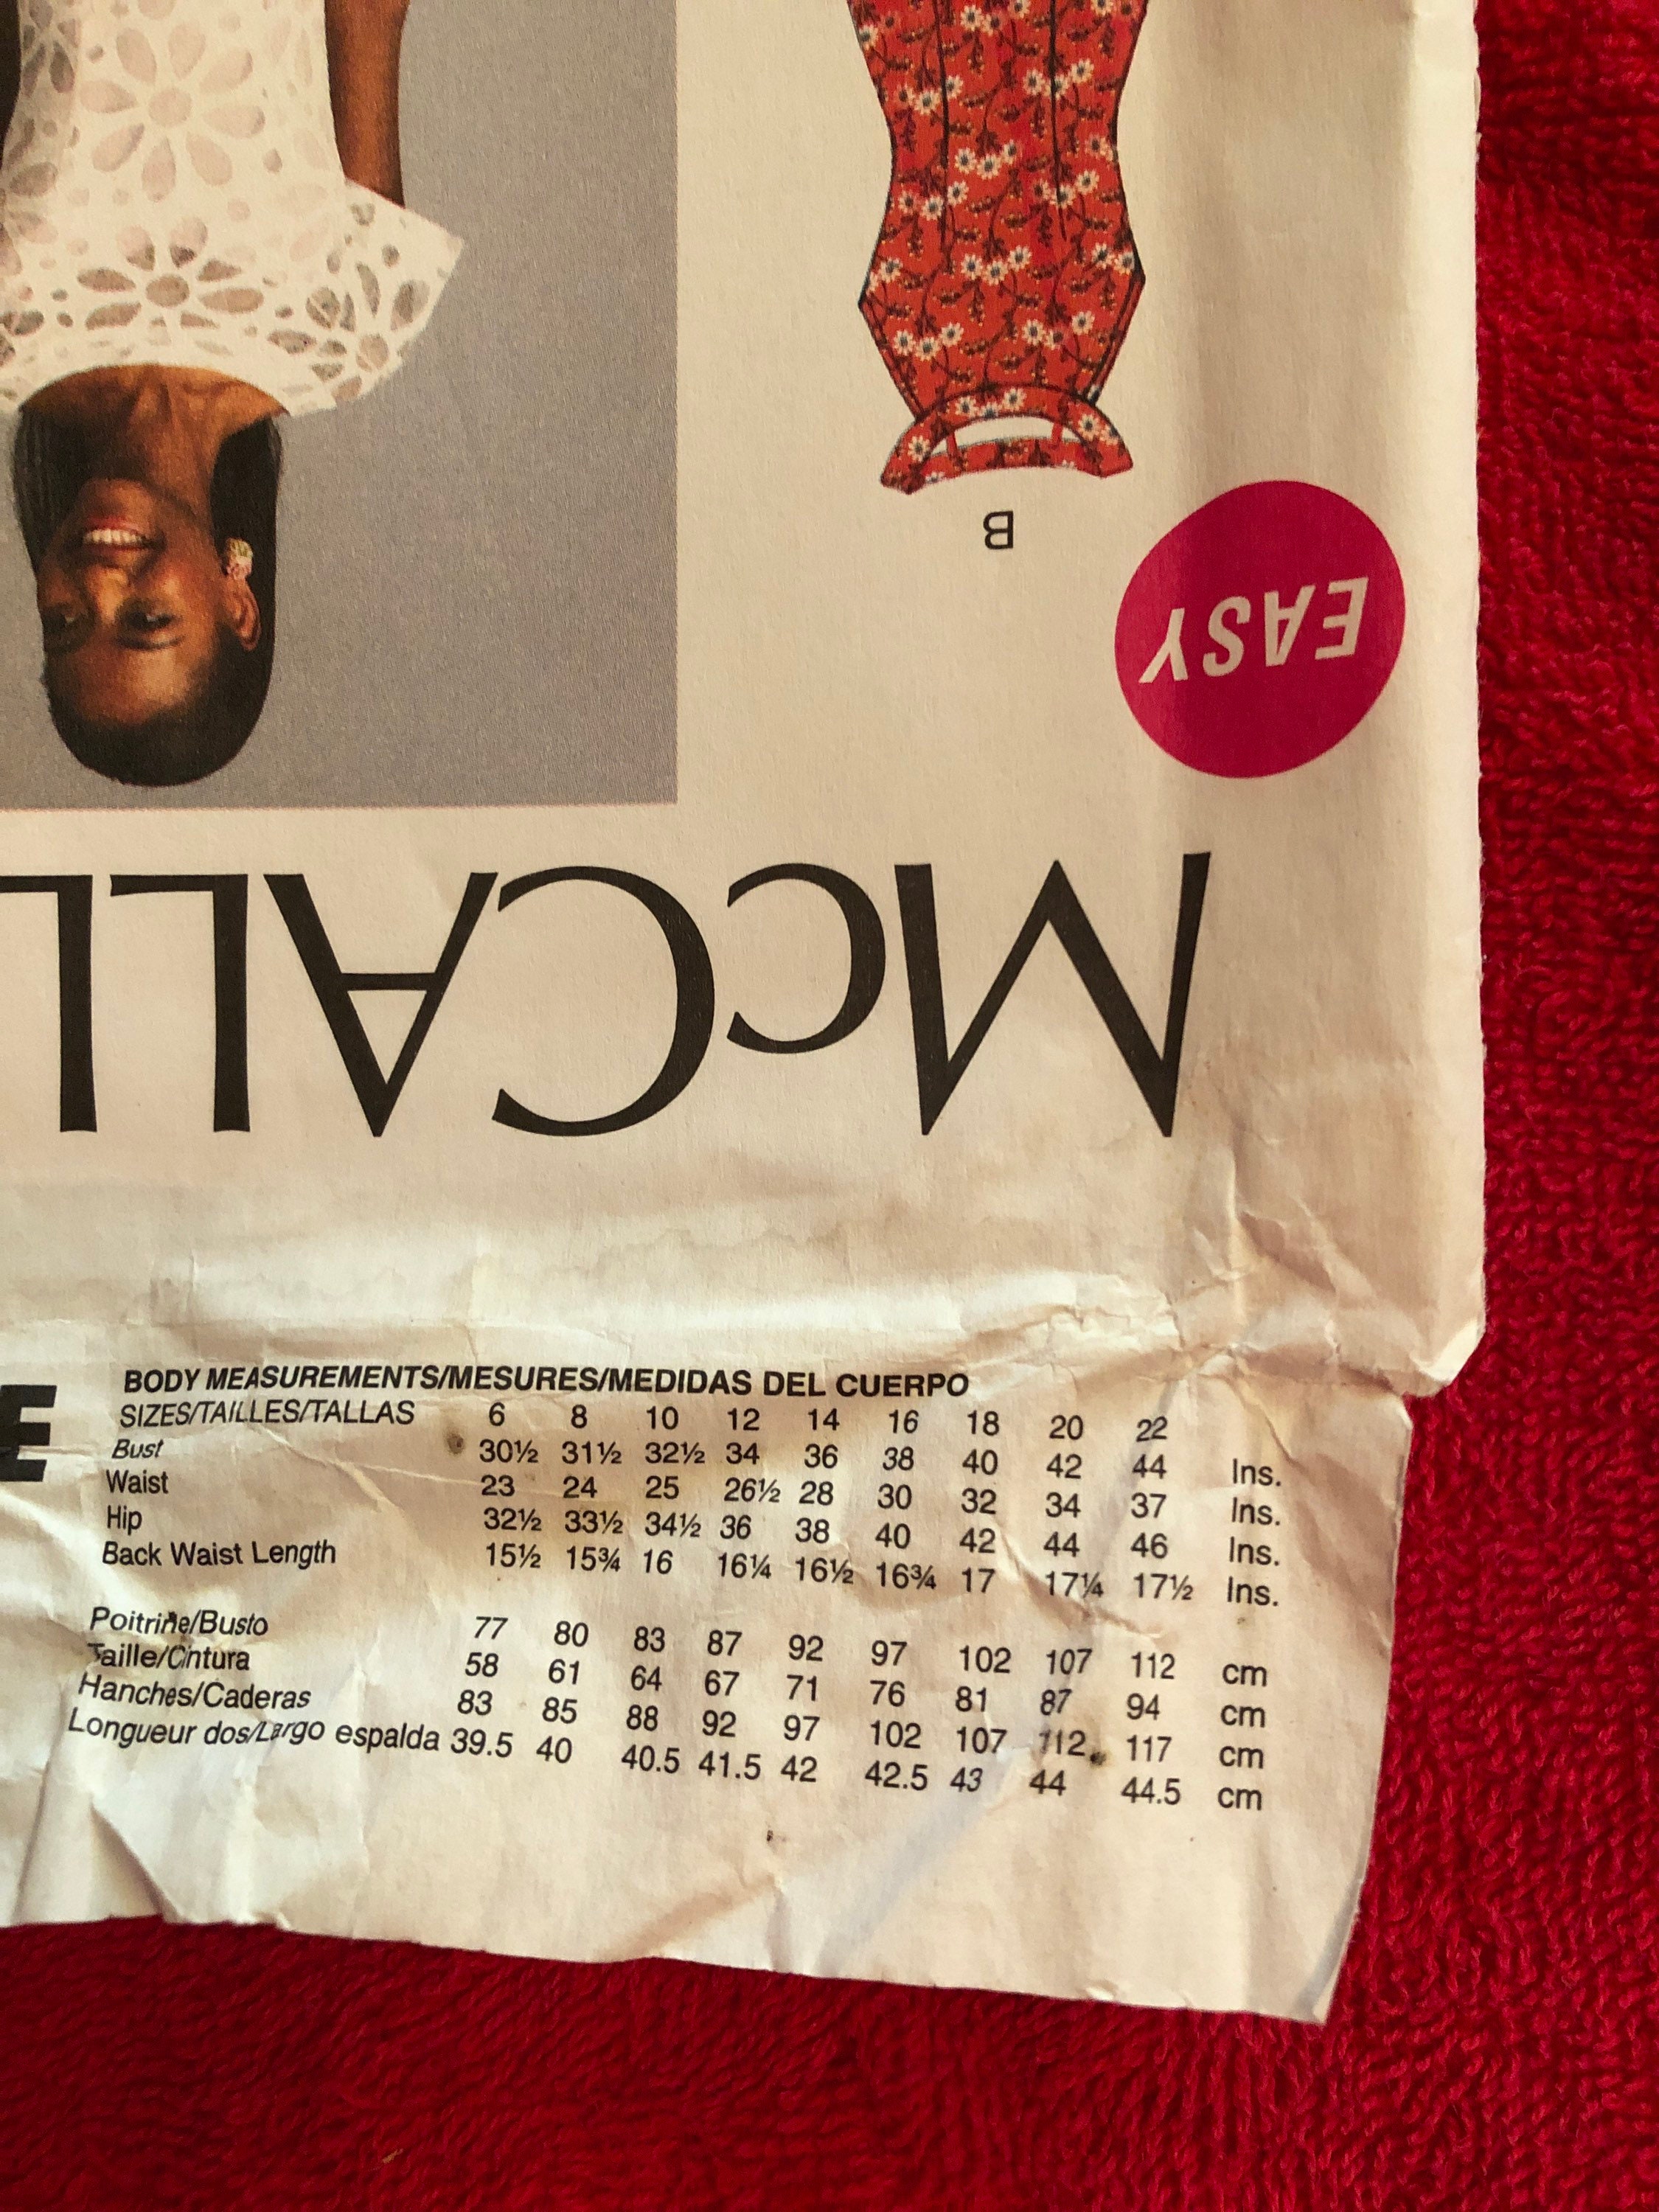 B
EASY
McCALL
E
BODY MEASUREMENTS/MESURES/MEDIDAS DEL CUERPO
SIZES/TAILLES/TALLAS 6 8 10 12 14 16 18 20 22
Bust 30½ 31½ 32½ 34 36 38 40 42 44 Ins.
Waist 23 24 25 26½ 28 30 32 34 37 Ins.
Hip 32½ 33½ 34½ 36 38 40 42 44 46 Ins.
Back Waist Length 15½ 15¾ 16 16¼ 16½ 16¾ 17 17¼ 17½ Ins.
Poitrine/Busto 77 80 83 87 92 97 102 107 112 cm
Taille/Cintura 58 61 64 67 71 76 81 87 94 cm
Hanches/Caderas 83 85 88 92 97 102 107 112 117 cm
Longueur dos/Largo espalda 39.5 40 40.5 41.5 42 42.5 43 44 44.5 cm